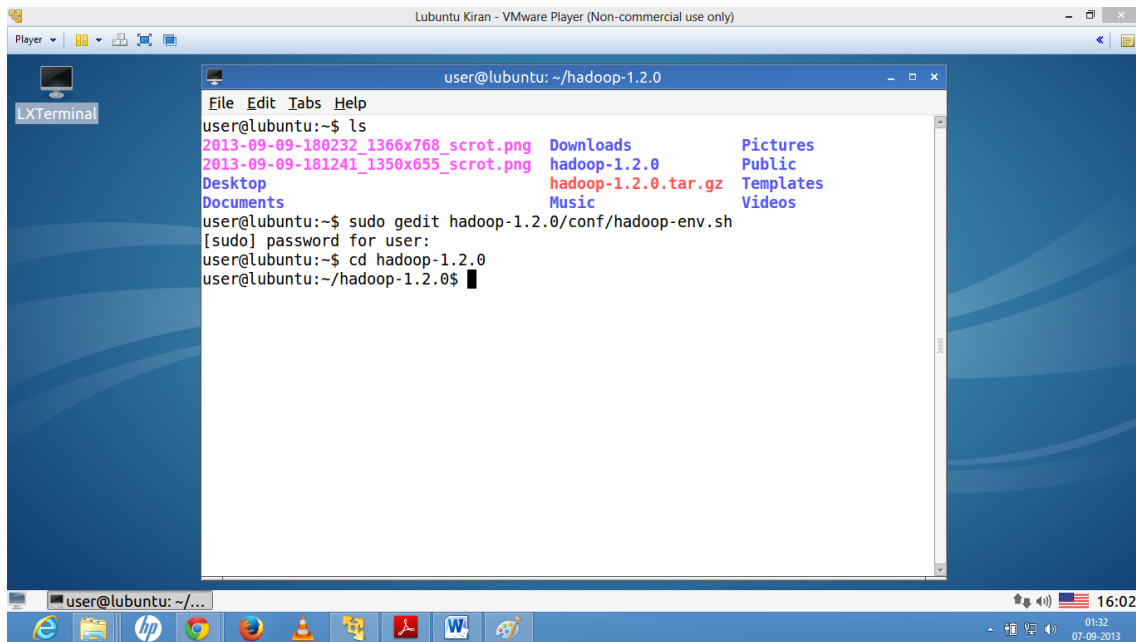 Lubuntu Kiran - VMware Player (Non-commercial use only)
Player
LXTerminal
user@lubuntu: ~/hadoop-1.2.0
File Edit Tabs Help
user@lubuntu:~$ ls
2013-09-09-180232_1366x768_scrot.png Downloads Pictures
2013-09-09-181241_1350x655_scrot.png hadoop-1.2.0 Public
Desktop hadoop-1.2.0.tar.gz Templates
Documents Music Videos
user@lubuntu:~$ sudo gedit hadoop-1.2.0/conf/hadoop-env.sh
[sudo] password for user:
user@lubuntu:~$ cd hadoop-1.2.0
user@lubuntu:~/hadoop-1.2.0$
user@lubuntu: ~/...
16:02
hp
W
01:32
07-09-2013